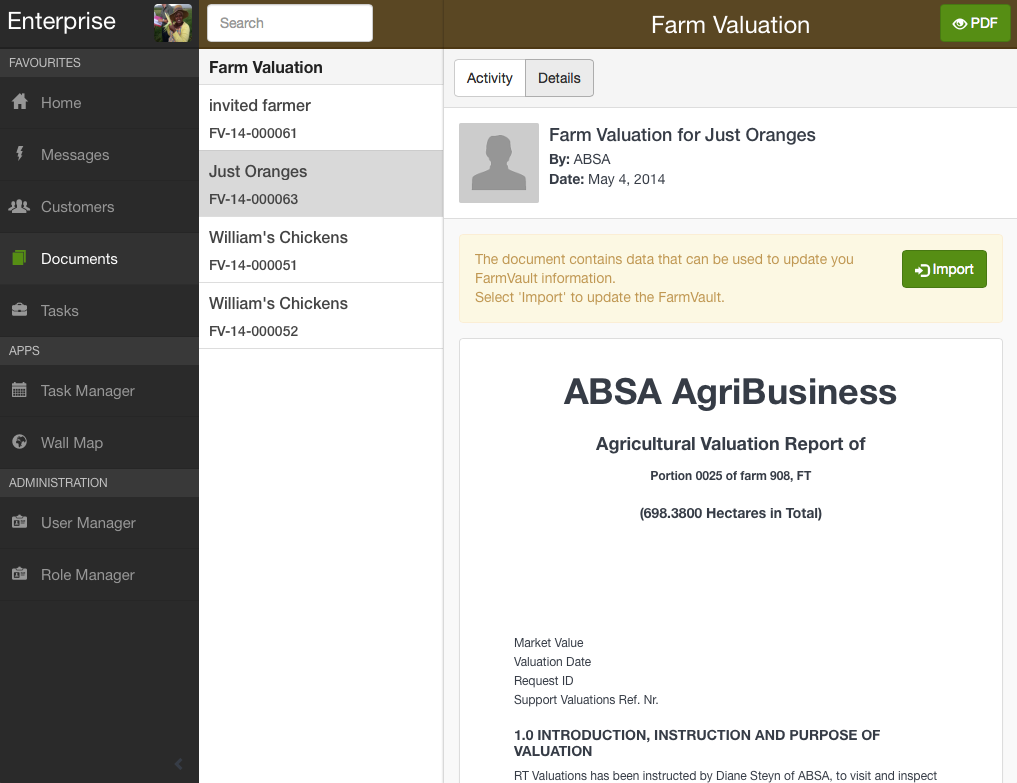 Enterprise
FAVOURITES
Home
Messages
Customers
Documents
Tasks
APPS
Task Manager
Wall Map
ADMINISTRATION
User Manager
Role Manager
Search
Farm Valuation
invited farmer
FV-14-000061
Just Oranges
FV-14-000063
William's Chickens
FV-14-000051
William's Chickens
FV-14-000052
Farm Valuation
PDF
Activity
Details
Farm Valuation for Just Oranges
By: ABSA
Date: May 4, 2014
The document contains data that can be used to update you
FarmVault information.
Select 'Import' to update the FarmVault.
Import
ABSA AgriBusiness
Agricultural Valuation Report of
Portion 0025 of farm 908, FT
(698.3800 Hectares in Total)
Market Value
Valuation Date
Request ID
Support Valuations Ref. Nr.
1.0 INTRODUCTION, INSTRUCTION AND PURPOSE OF
VALUATION
RT Valuations has been instructed by Diane Steyn of ABSA, to visit and inspect